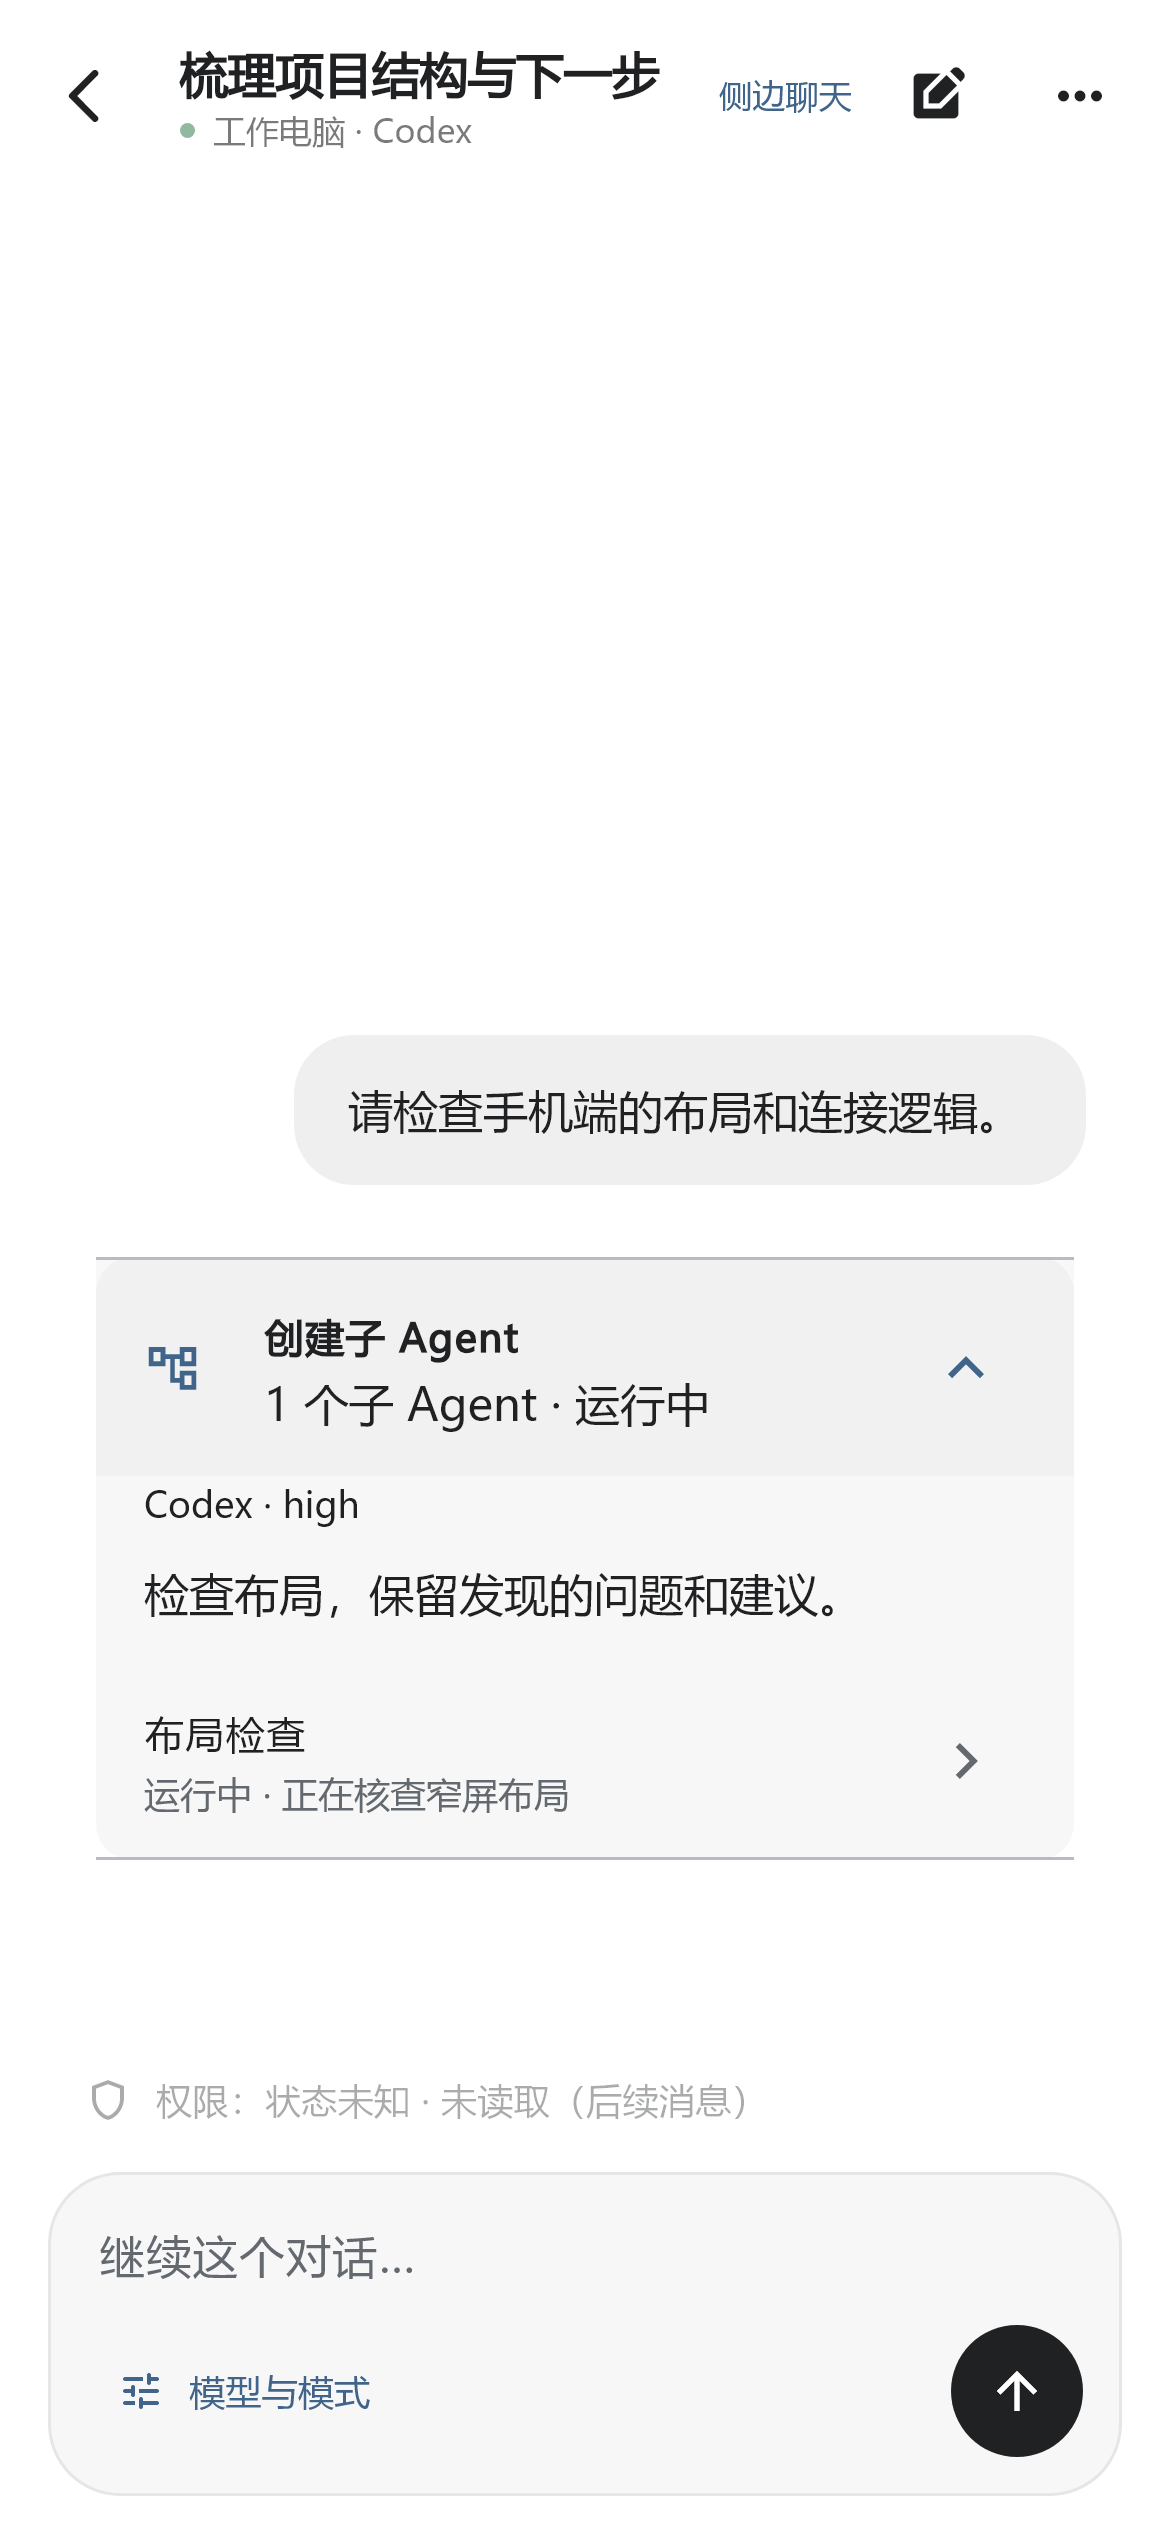 梳理项目结构与下一步
侧边聊天
工作电脑 · Codex
请检查手机端的布局和连接逻辑。
创建子 Agent
1 个子 Agent · 运行中
Codex · high
检查布局，保留发现的问题和建议。
布局检查
运行中 · 正在核查窄屏布局
权限：状态未知 · 未读取（后续消息）
继续这个对话...
模型与模式